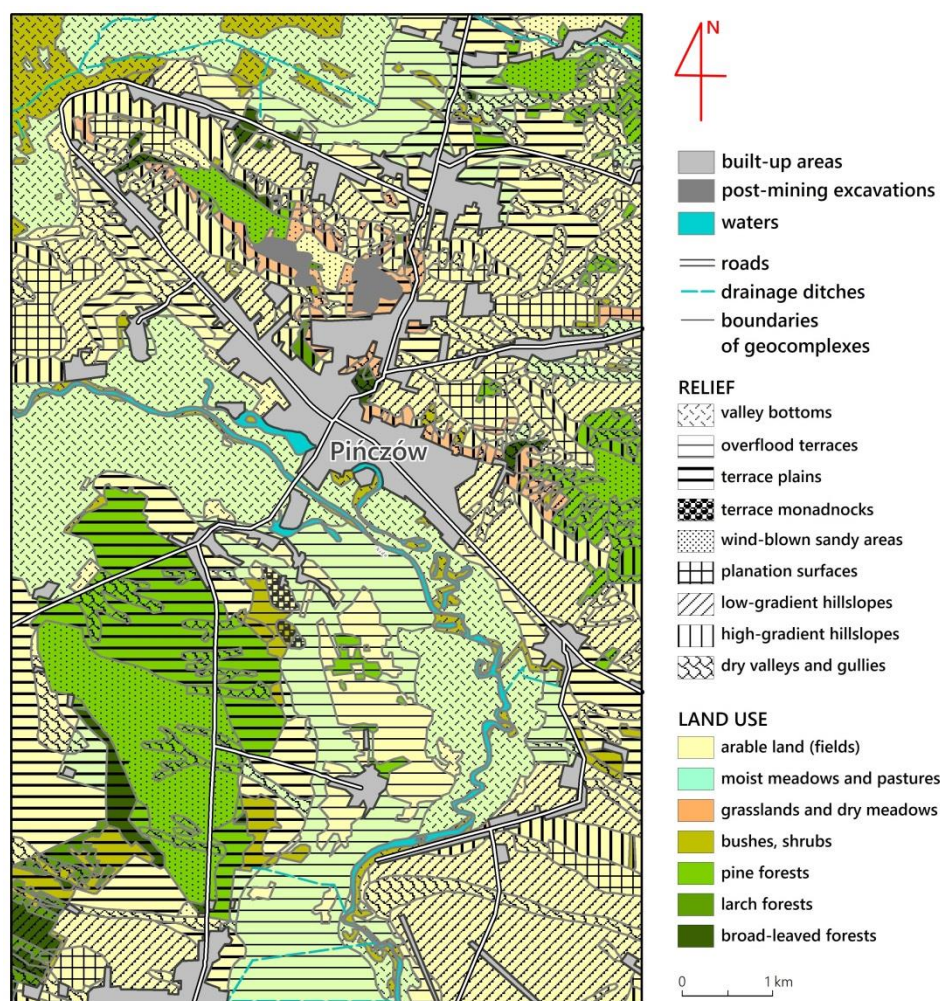 Pińczów
N
built-up areas
post-mining excavations
waters
roads
drainage ditches
boundaries
of geocomplexes
RELIEF
valley bottoms
overflood terraces
terrace plains
terrace monadnocks
wind-blown sandy areas
planation surfaces
low-gradient hillslopes
high-gradient hillslopes
dry valleys and gullies
LAND USE
arable land (fields)
moist meadows and pastures
grasslands and dry meadows
bushes, shrubs
pine forests
larch forests
broad-leaved forests
0 1 km